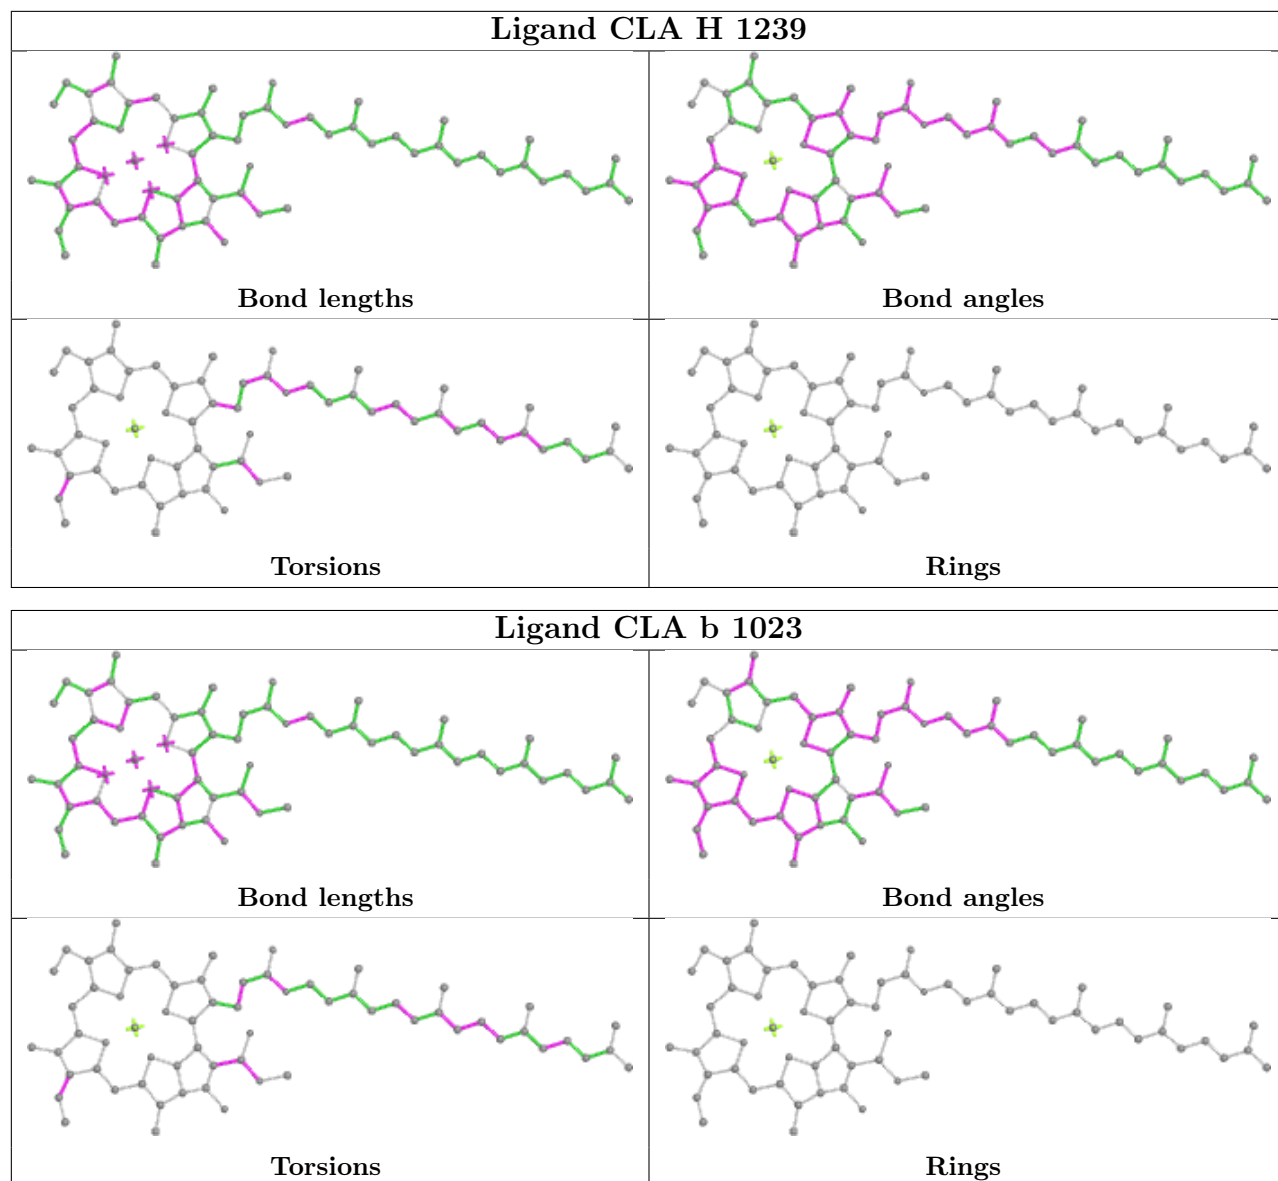 Ligand CLA H 1239
Bond lengths
Bond angles
Torsions
Rings
Ligand CLA b 1023
Bond lengths
Bond angles
Torsions
Rings